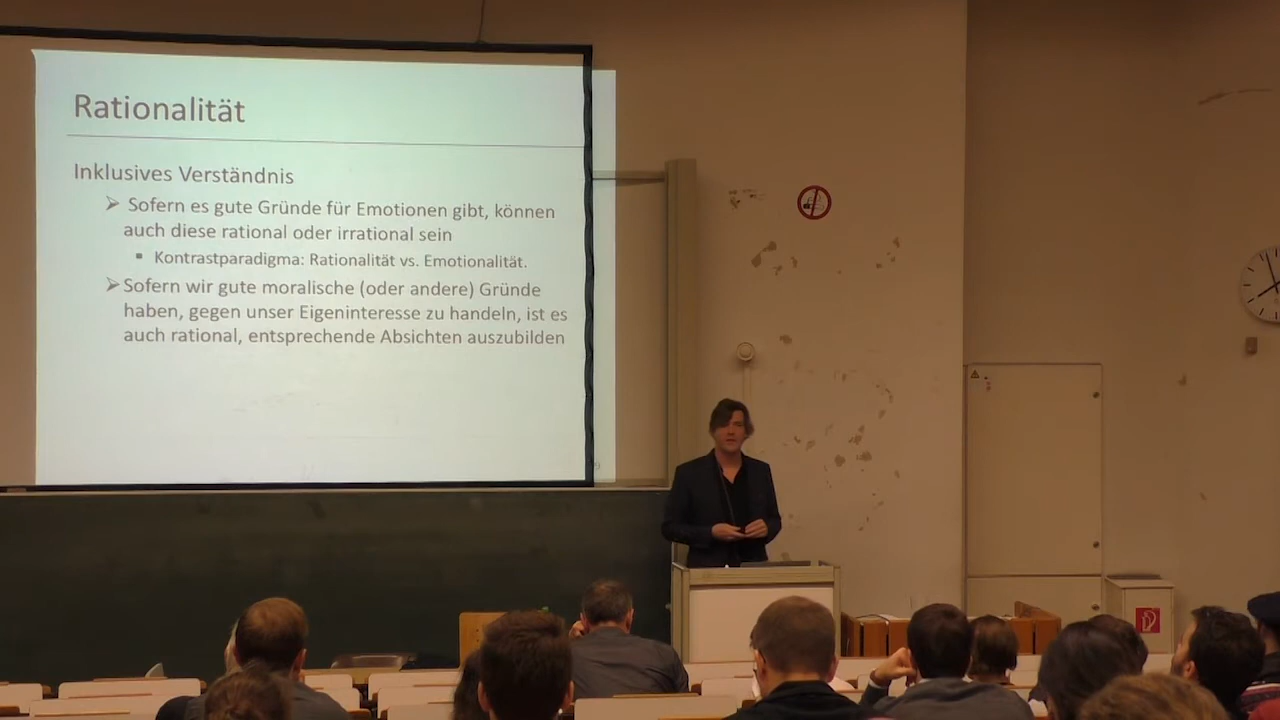 Rationalität
Inklusives Verständnis
Sofern es gute Gründe für Emotionen gibt, können
auch diese rational oder irrational sein
Kontrastparadigma: Rationalität vs. Emotionalität.
Sofern wir gute moralische (oder andere) Gründe
haben, gegen unser Eigeninteresse zu handeln, ist es
auch rational, entsprechende Absichten auszubilden